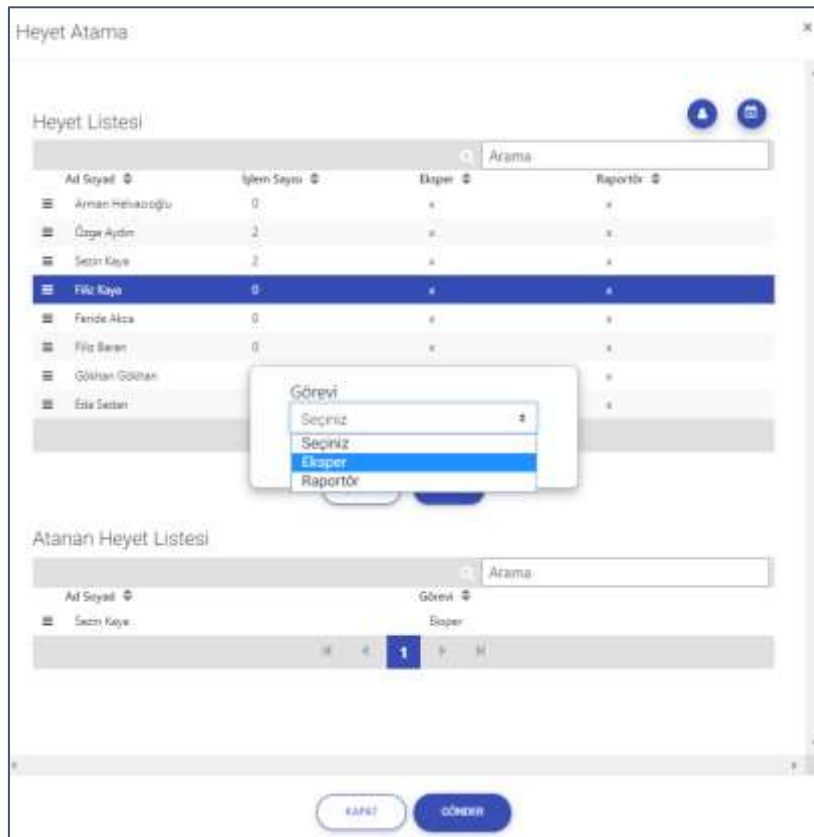 Heyet Atama
×
Heyet Listesi
Arama
Ad Soyad İşlem Sayısı Eksper Raportör
Arman Helvacıoğlu 0 x x
Özge Aydın 2 x x
Sezin Kaya 2 x x
Filiz Kaya 0 x x
Feride Akca 0 x x
Filiz Baran 0 x x
Gökhan Gökhan x
Eda Sedan x
Görevi
Seçiniz
Seçiniz
Eksper
Raportör
Atanan Heyet Listesi
Arama
Ad Soyad Görevi
Sezin Kaya Eksper
1
KAPAT GÖNDER